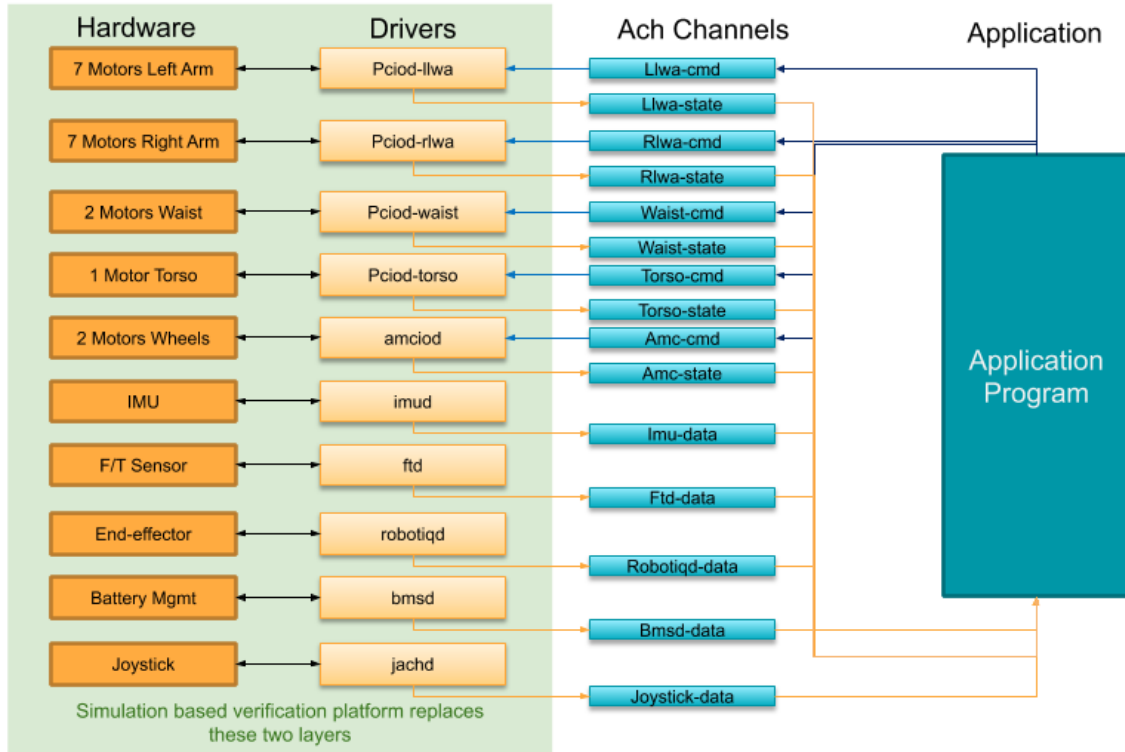 Hardware Drivers Ach Channels Application
7 Motors Left Arm Pciod-llwa Llwa-cmd
Llwa-state
7 Motors Right Arm Pciod-rlwa Rlwa-cmd
Rlwa-state
2 Motors Waist Pciod-waist Waist-cmd
Waist-state
1 Motor Torso Pciod-torso Torso-cmd
Torso-state
2 Motors Wheels amciod Amc-cmd
Amc-state
Application
Program
IMU imud
Imu-data
F/T Sensor ftd
Ftd-data
End-effector robotiqd
Robotiqd-data
Battery Mgmt bmsd
Bmsd-data
Joystick jachd
Joystick-data
Simulation based verification platform replaces
these two layers